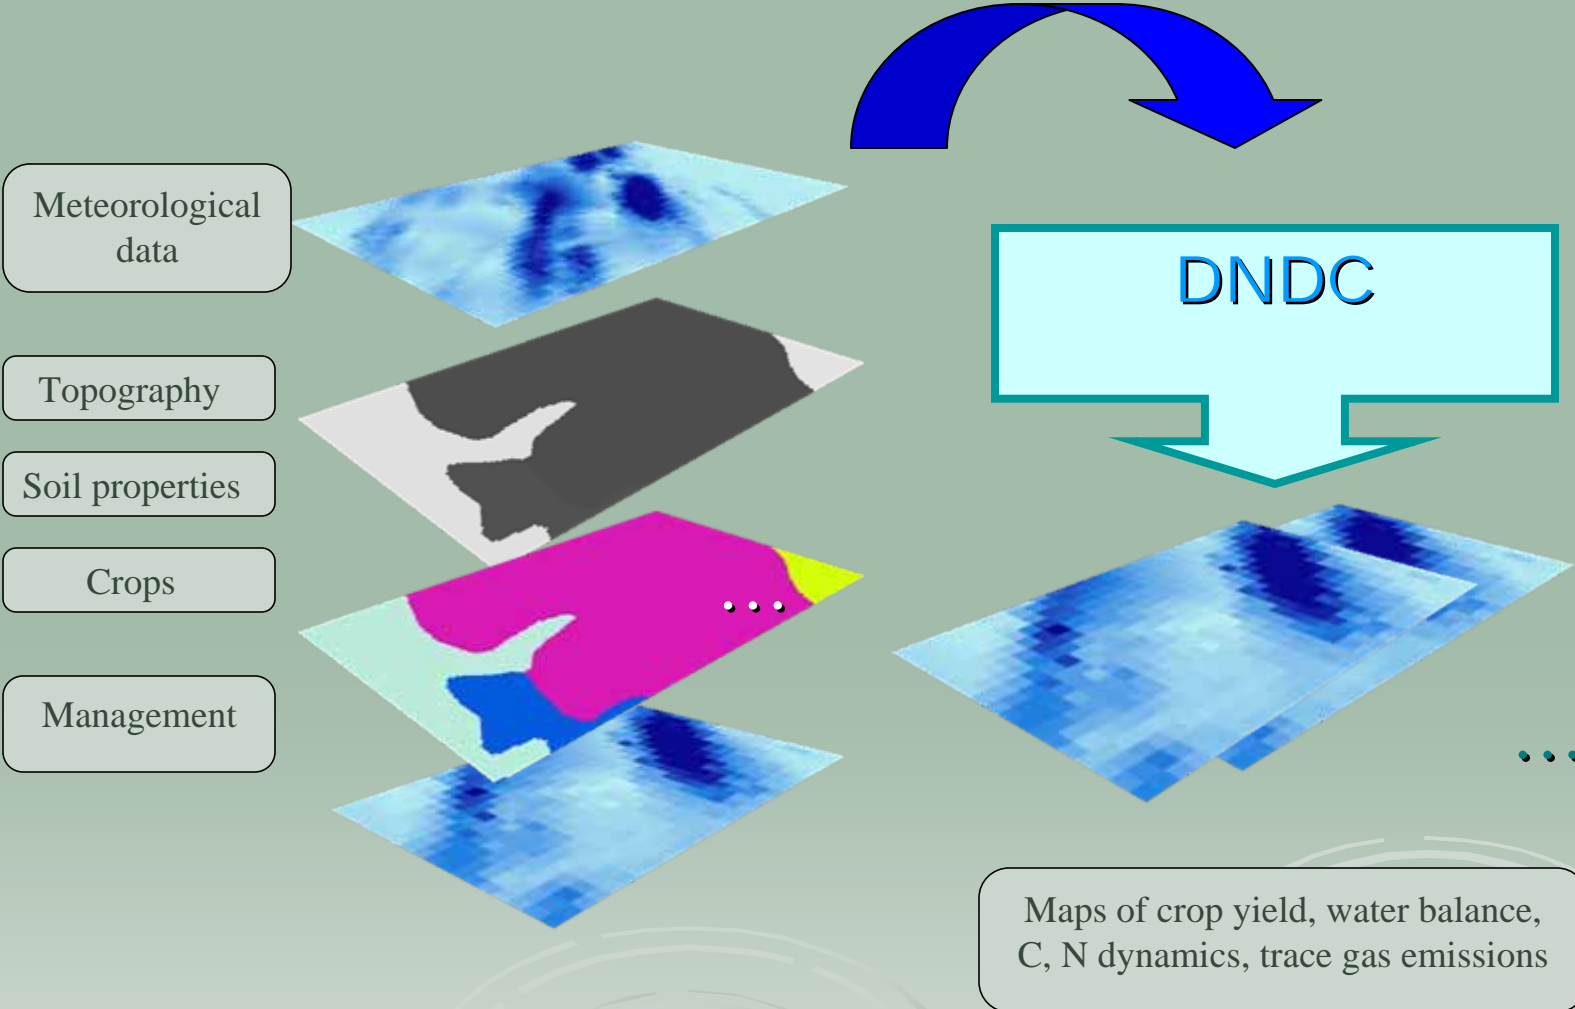 Meteorological
data
Topography
Soil properties
Crops
Management
...
DNDC
...
Maps of crop yield, water balance,
C, N dynamics, trace gas emissions